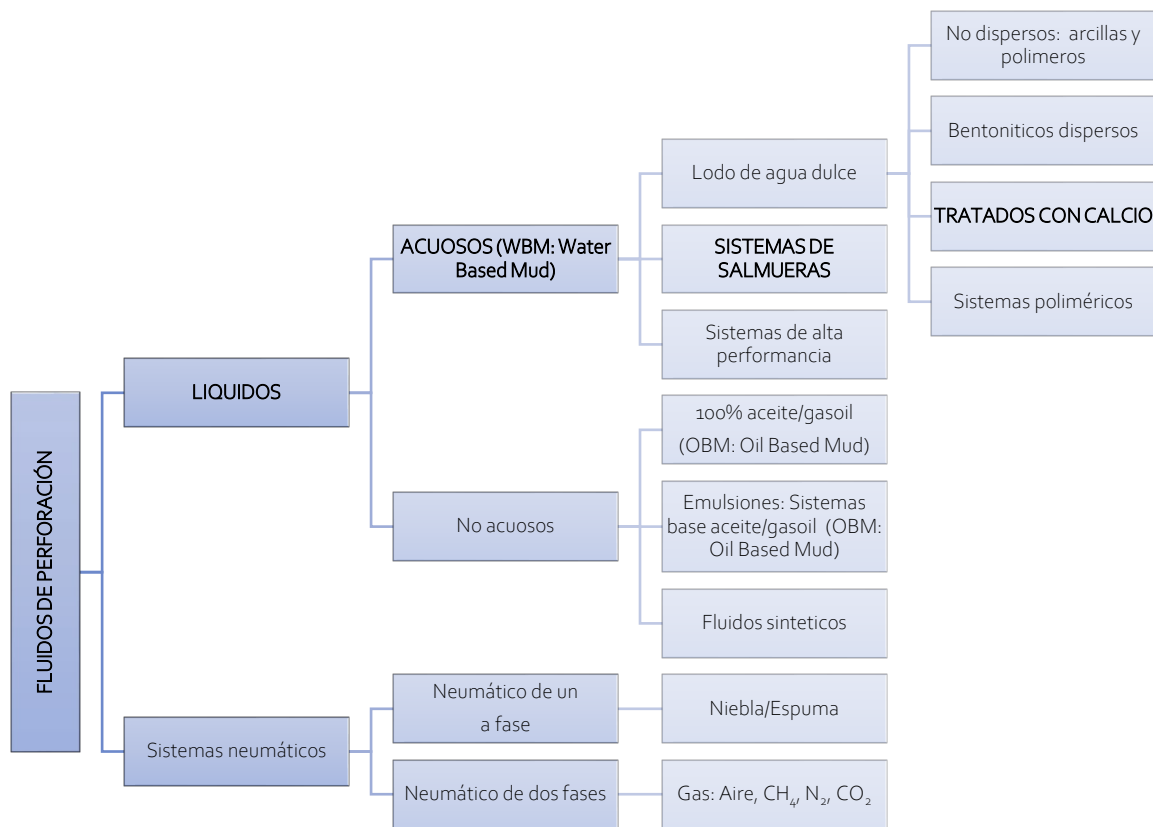 FLUIDOS DE PERFORACIÓN
LIQUIDOS
ACUOSOS (WBM: Water
Based Mud)
Lodo de agua dulce
No dispersos: arcillas y
polimeros
Bentoniticos dispersos
TRATADOS CON CALCIO
Sistemas poliméricos
SISTEMAS DE
SALMUERAS
Sistemas de alta
performancia
No acuosos
100% aceite/gasoil
(OBM: Oil Based Mud)
Emulsiones: Sistemas
base aceite/gasoil (OBM:
Oil Based Mud)
Fluidos sinteticos
Sistemas neumáticos
Neumático de un
a fase
Niebla/Espuma
Neumático de dos fases
Gas: Aire, CH₄, N₂, CO₂